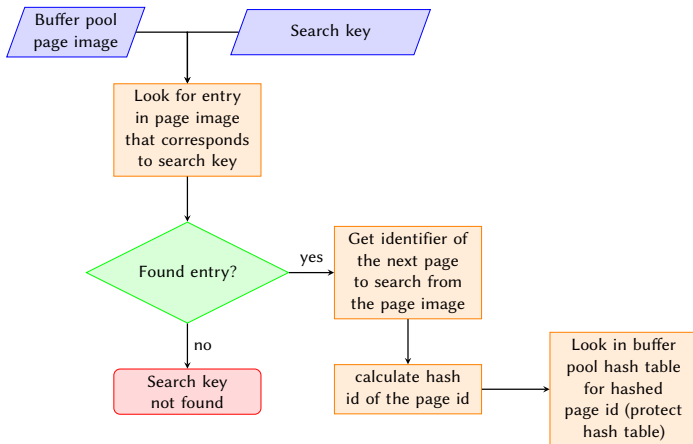 Buffer pool
page image
Search key
Look for entry
in page image
that corresponds
to search key
Found entry?
yes
Get identifier of
the next page
to search from
the page image
no
Search key
not found
calculate hash
id of the page id
Look in buffer
pool hash table
for hashed
page id (protect
hash table)